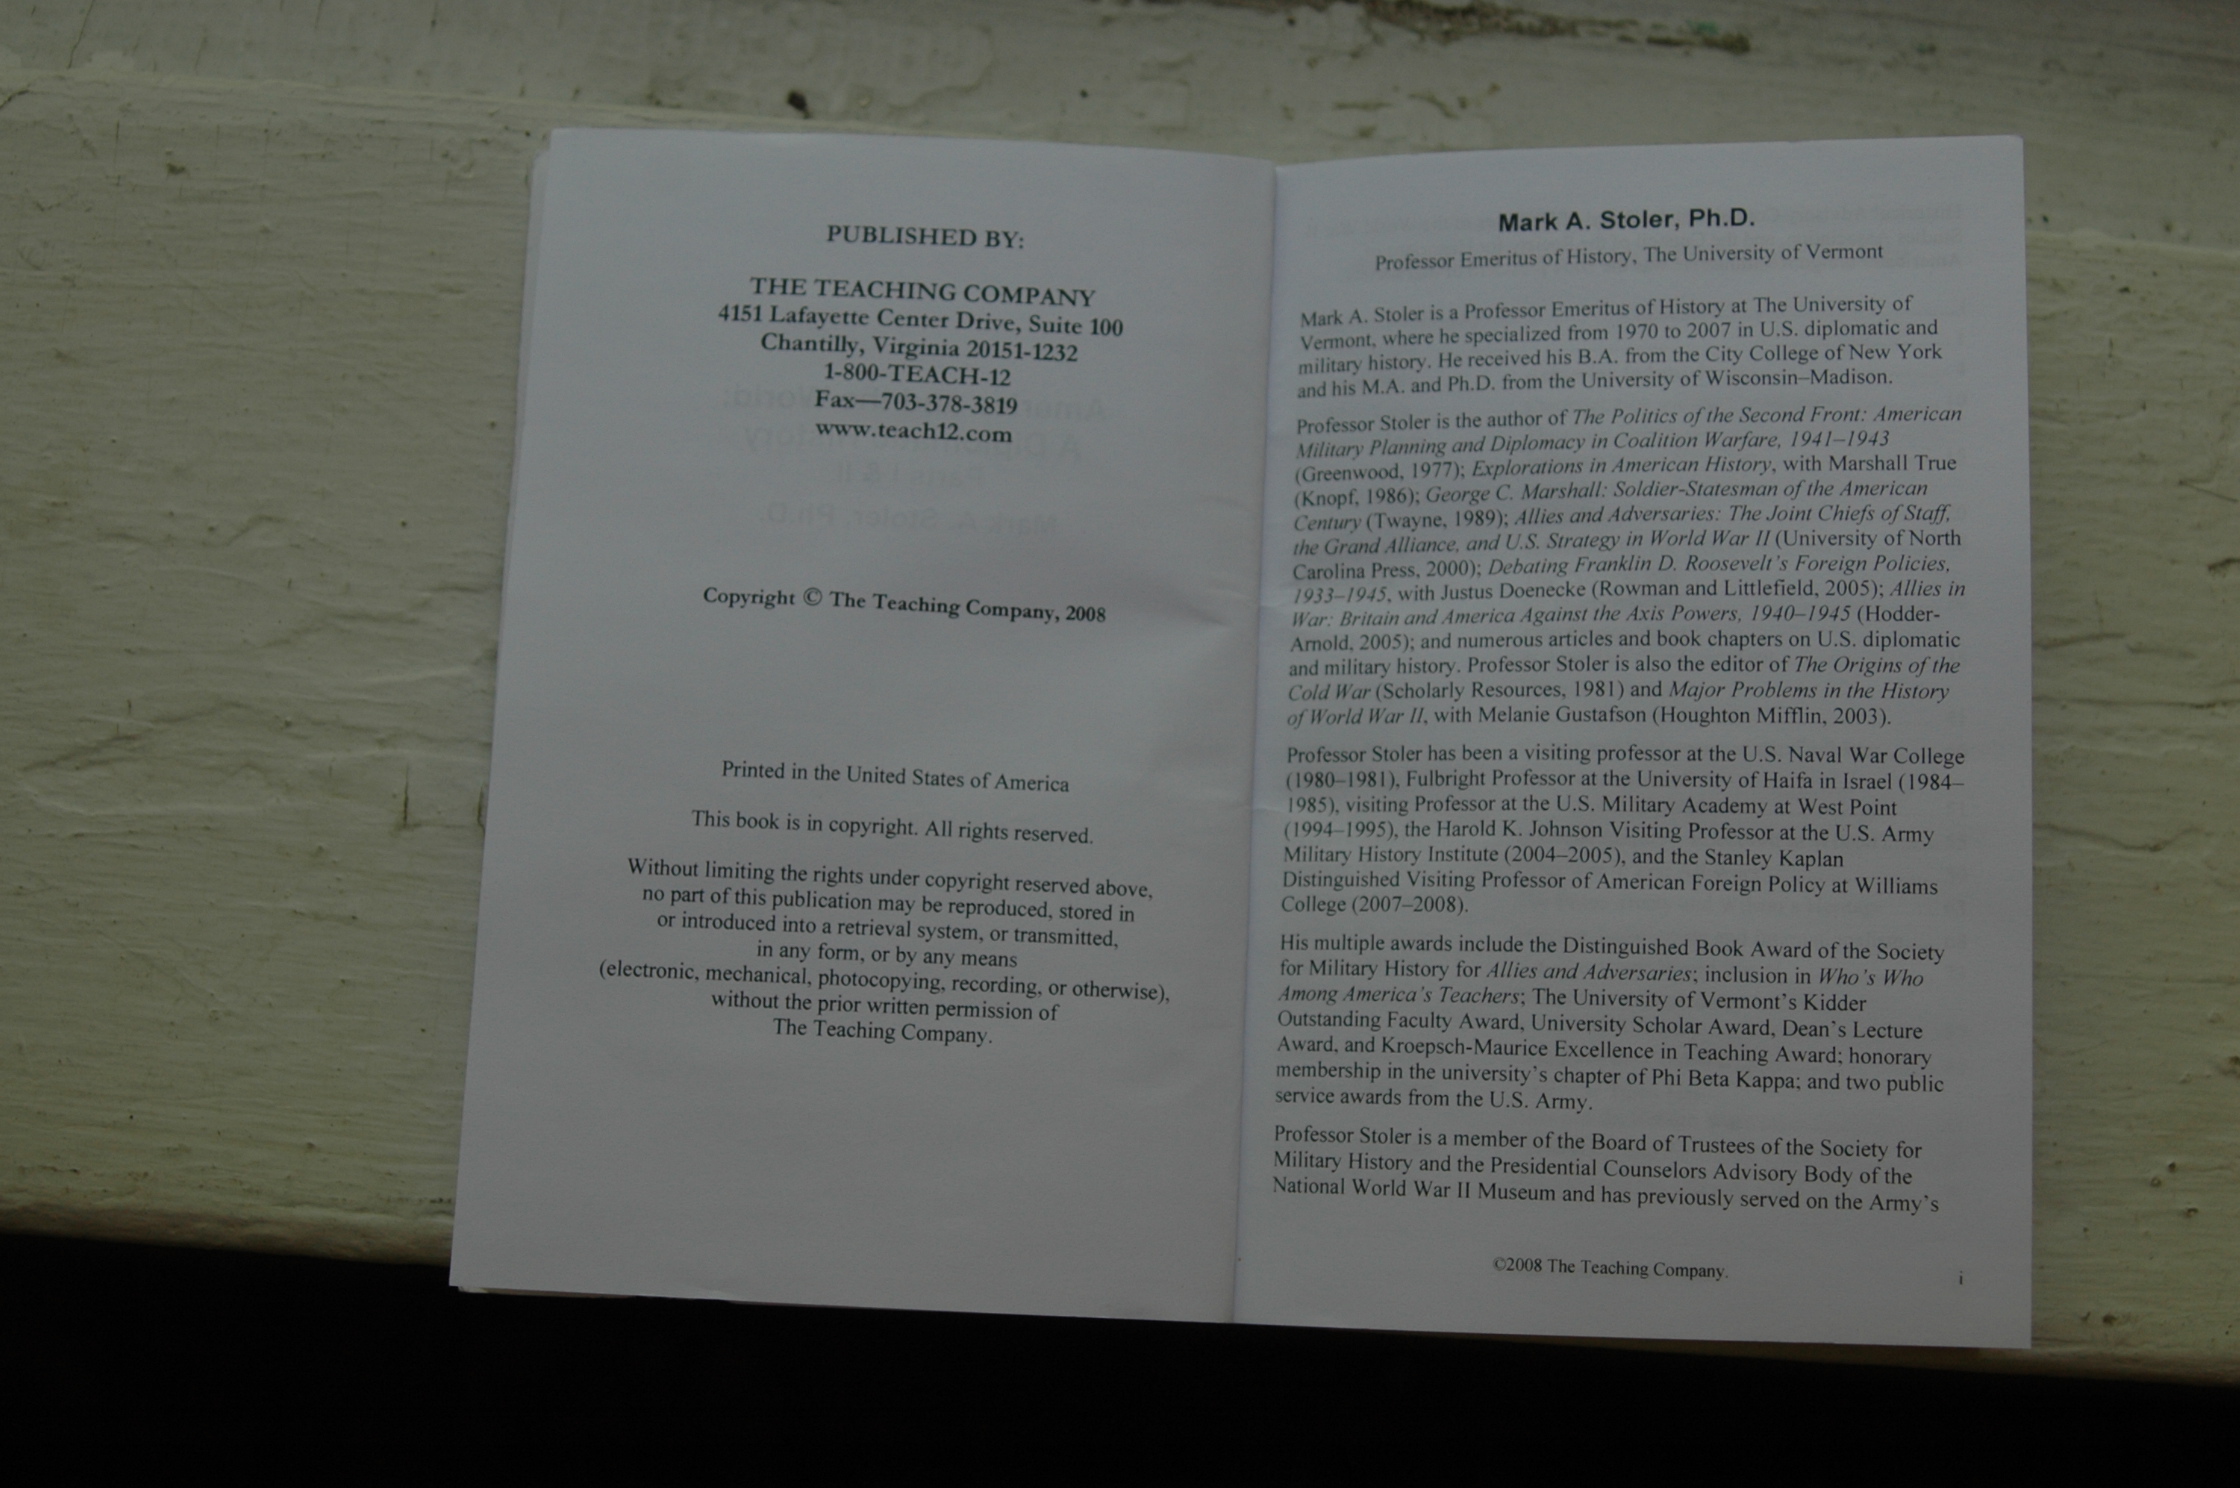 PUBLISHED BY:
THE TEACHING COMPANY
4151 Lafayette Center Drive, Suite 100
Chantilly, Virginia 20151-1232
1-800-TEACH-12
Fax—703-378-3819
www.teach12.com
Copyright © The Teaching Company, 2008
Printed in the United States of America
This book is in copyright. All rights reserved.
Without limiting the rights under copyright reserved above,
no part of this publication may be reproduced, stored in
or introduced into a retrieval system, or transmitted,
in any form, or by any means
(electronic, mechanical, photocopying, recording, or otherwise),
without the prior written permission of
The Teaching Company.
Mark A. Stoler, Ph.D.
Professor Emeritus of History, The University of Vermont
Mark A. Stoler is a Professor Emeritus of History at The University of
Vermont, where he specialized from 1970 to 2007 in U.S. diplomatic and
military history. He received his B.A. from the City College of New York
and his M.A. and Ph.D. from the University of Wisconsin–Madison.
Professor Stoler is the author of The Politics of the Second Front: American
Military Planning and Diplomacy in Coalition Warfare, 1941–1943
(Greenwood, 1977); Explorations in American History, with Marshall True
(Knopf, 1986); George C. Marshall: Soldier-Statesman of the American
Century (Twayne, 1989); Allies and Adversaries: The Joint Chiefs of Staff,
the Grand Alliance, and U.S. Strategy in World War II (University of North
Carolina Press, 2000); Debating Franklin D. Roosevelt's Foreign Policies,
1933–1945, with Justus Doenecke (Rowman and Littlefield, 2005); Allies in
War: Britain and America Against the Axis Powers, 1940–1945 (Hodder-
Arnold, 2005); and numerous articles and book chapters on U.S. diplomatic
and military history. Professor Stoler is also the editor of The Origins of the
Cold War (Scholarly Resources, 1981) and Major Problems in the History
of World War II, with Melanie Gustafson (Houghton Mifflin, 2003).
Professor Stoler has been a visiting professor at the U.S. Naval War College
(1980–1981), Fulbright Professor at the University of Haifa in Israel (1984–
1985), visiting Professor at the U.S. Military Academy at West Point
(1994–1995), the Harold K. Johnson Visiting Professor at the U.S. Army
Military History Institute (2004–2005), and the Stanley Kaplan
Distinguished Visiting Professor of American Foreign Policy at Williams
College (2007–2008).
His multiple awards include the Distinguished Book Award of the Society
for Military History for Allies and Adversaries; inclusion in Who's Who
Among America's Teachers; The University of Vermont's Kidder
Outstanding Faculty Award, University Scholar Award, Dean's Lecture
Award, and Kroepsch-Maurice Excellence in Teaching Award; honorary
membership in the university's chapter of Phi Beta Kappa; and two public
service awards from the U.S. Army.
Professor Stoler is a member of the Board of Trustees of the Society for
Military History and the Presidential Counselors Advisory Body of the
National World War II Museum and has previously served on the Army's
©2008 The Teaching Company.
i